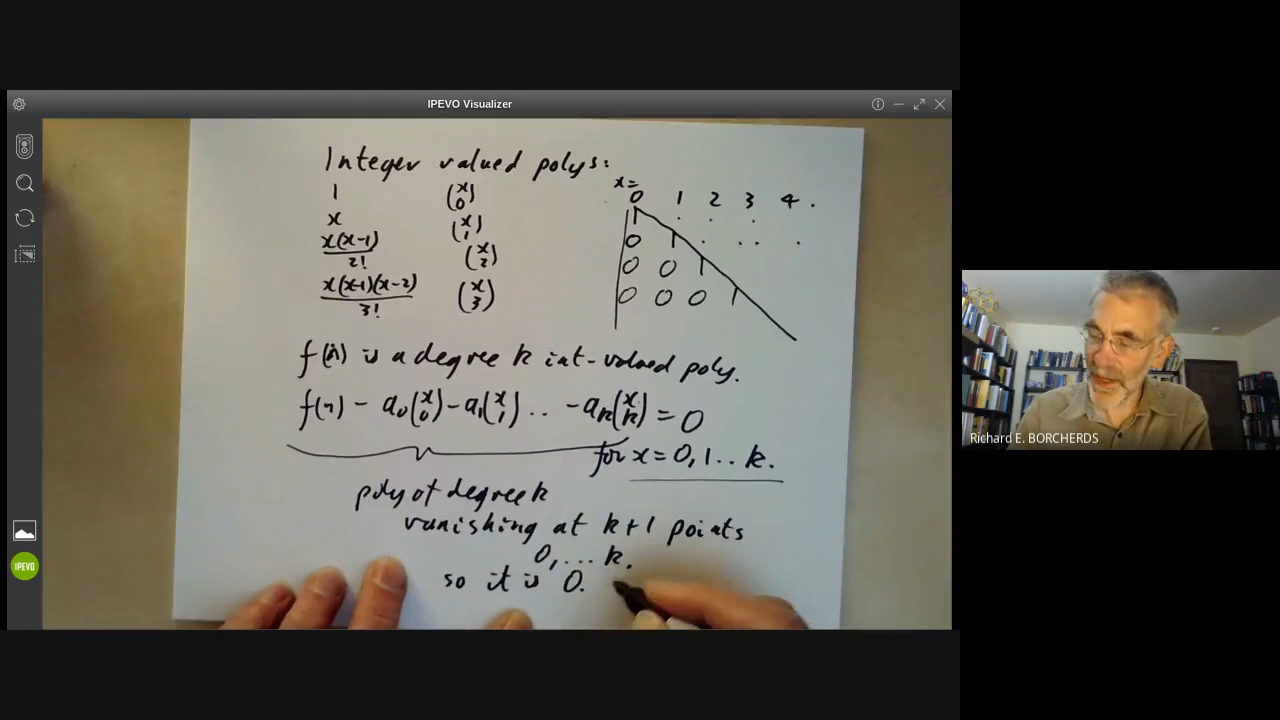 IPEVO Visualizer
Integer valued polys:
1 (x 0)
x (x 1)
x(x-1) / 2! (x 2)
x(x-1)(x-2) / 3! (x 3)
x=
0 1 2 3 4 .
1 . . .
0 1 . . . .
0 0 1
0 0 0 1
f(n) is a degree k int-valued poly.
f(n) - a₀(x 0) - a₁(x 1) .. - aₖ(x k) = 0
for x = 0, 1 .. k.
poly of degree k
vanishing at k+1 points
0, ... k.
so it is 0.
IPEVO
Richard E. BORCHERDS